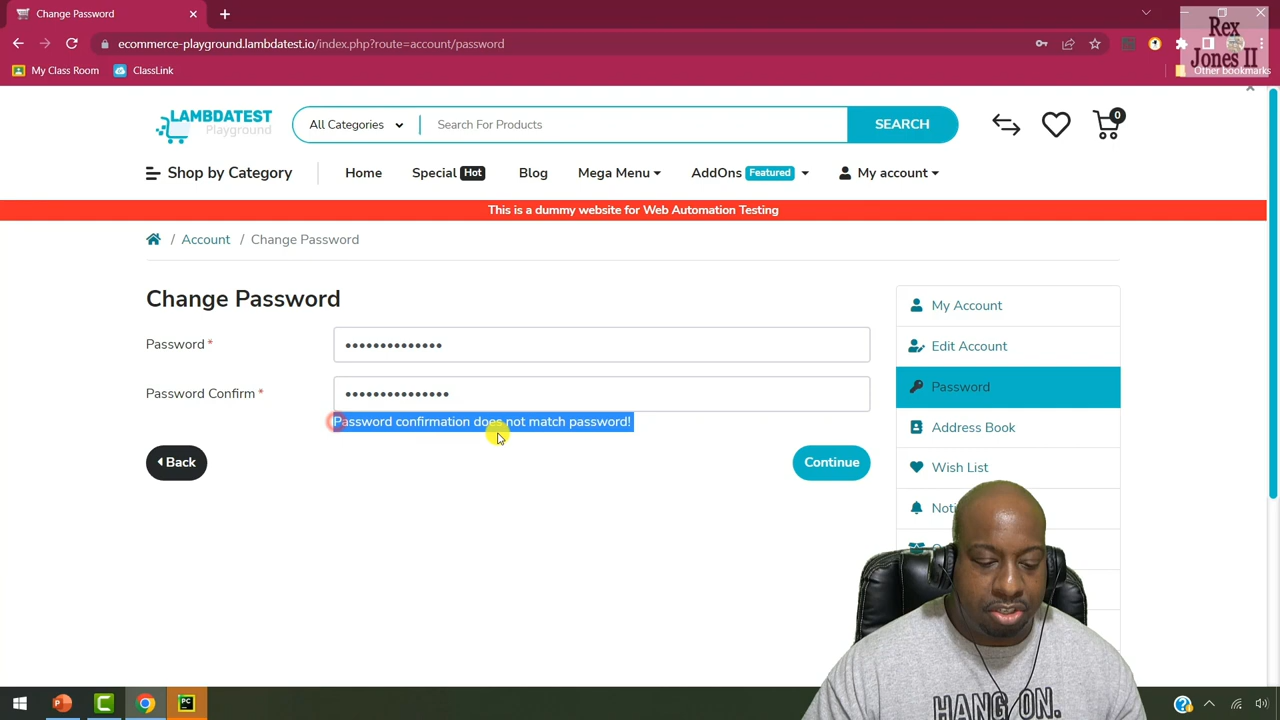 Change Password
Rex
Jones II
ecommerce-playground.lambdatest.io/index.php?route=account/password
My Class Room
ClassLink
Other bookmarks
LAMBDATEST
Playground
All Categories
Search For Products
SEARCH
0
Shop by Category
Home
Special Hot
Blog
Mega Menu
AddOns Featured
My account
This is a dummy website for Web Automation Testing
/ Account / Change Password
Change Password
Password *
Password Confirm *
Password confirmation does not match password!
Back
Continue
My Account
Edit Account
Password
Address Book
Wish List
HANG ON.